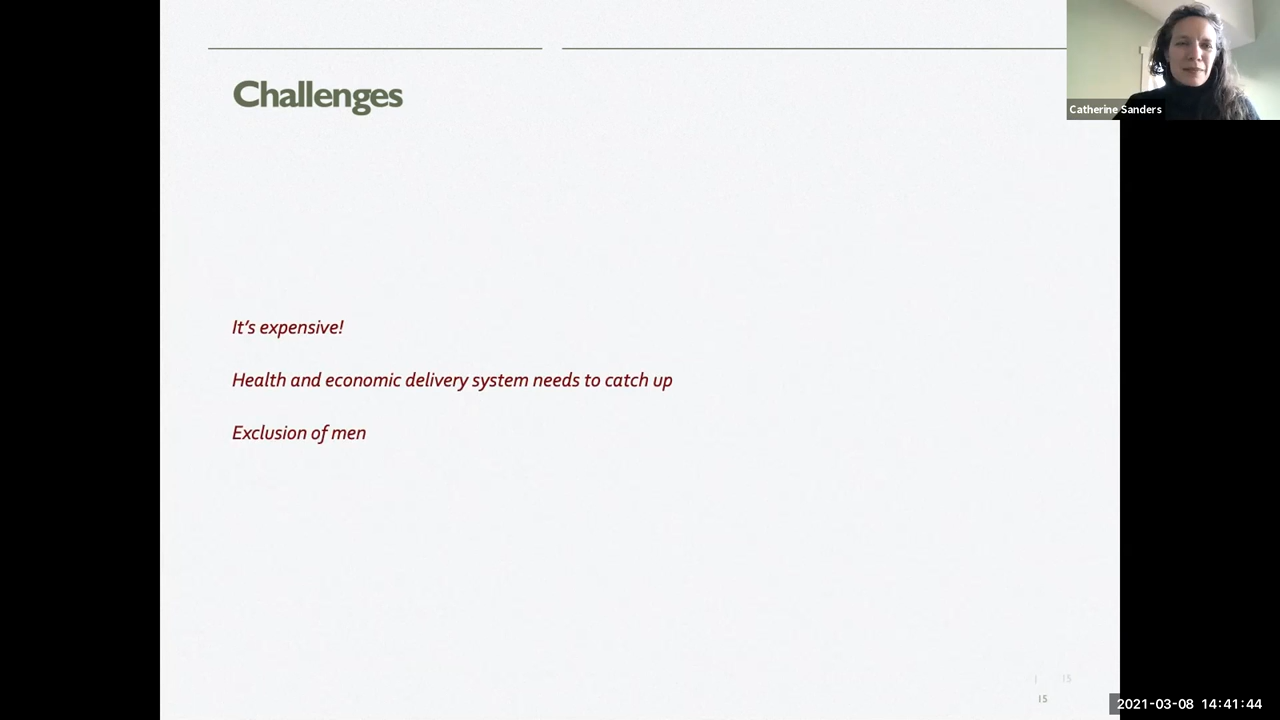 Challenges
Catherine Sanders
It's expensive!
Health and economic delivery system needs to catch up
Exclusion of men
| 15
15
2021-03-08 14:41:44